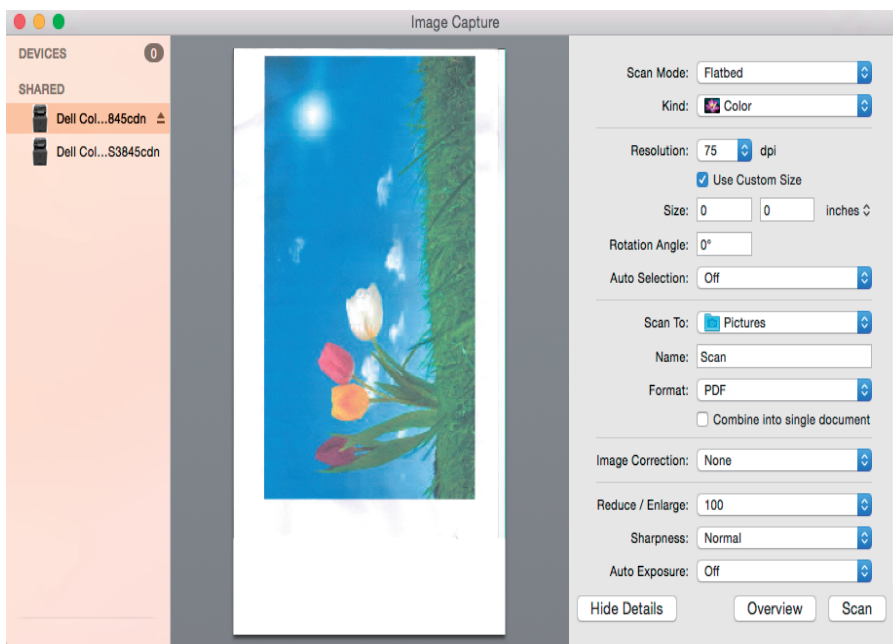 Image Capture
DEVICES 0
SHARED
Dell Col...845cdn
Dell Col...S3845cdn
Scan Mode: Flatbed
Kind: Color
Resolution: 75 dpi
Use Custom Size
Size: 0 0 inches
Rotation Angle: 0°
Auto Selection: Off
Scan To: Pictures
Name: Scan
Format: PDF
Combine into single document
Image Correction: None
Reduce / Enlarge: 100
Sharpness: Normal
Auto Exposure: Off
Hide Details Overview Scan